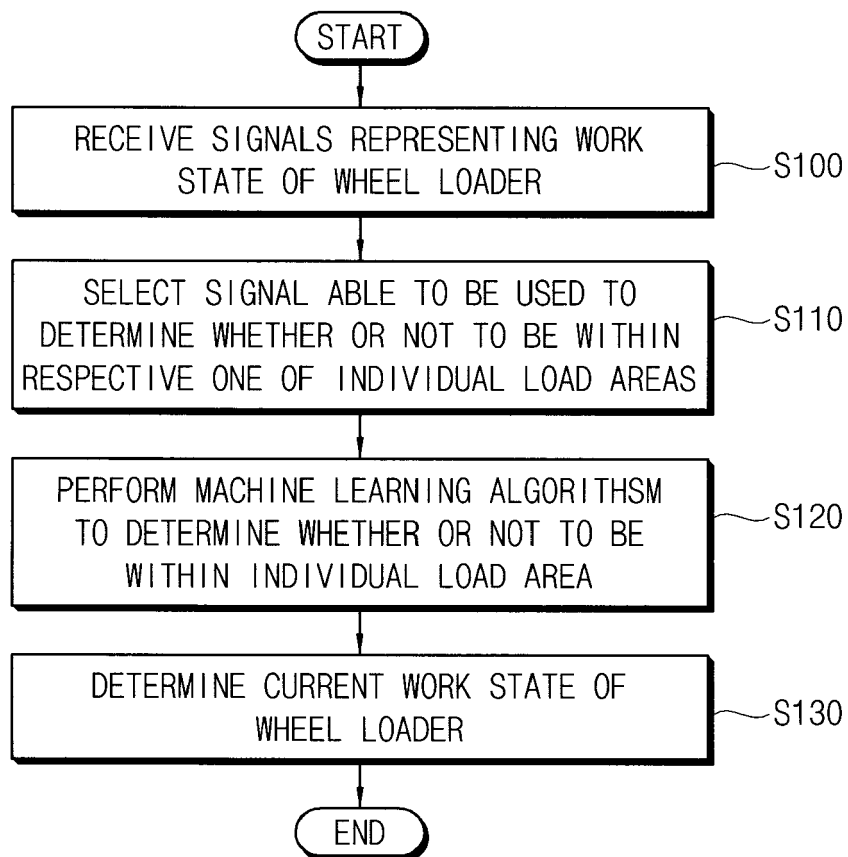 START
RECEIVE SIGNALS REPRESENTING WORK
STATE OF WHEEL LOADER
S100
SELECT SIGNAL ABLE TO BE USED TO
DETERMINE WHETHER OR NOT TO BE WITHIN
RESPECTIVE ONE OF INDIVIDUAL LOAD AREAS
S110
PERFORM MACHINE LEARNING ALGORITHSM
TO DETERMINE WHETHER OR NOT TO BE
WITHIN INDIVIDUAL LOAD AREA
S120
DETERMINE CURRENT WORK STATE OF
WHEEL LOADER
S130
END